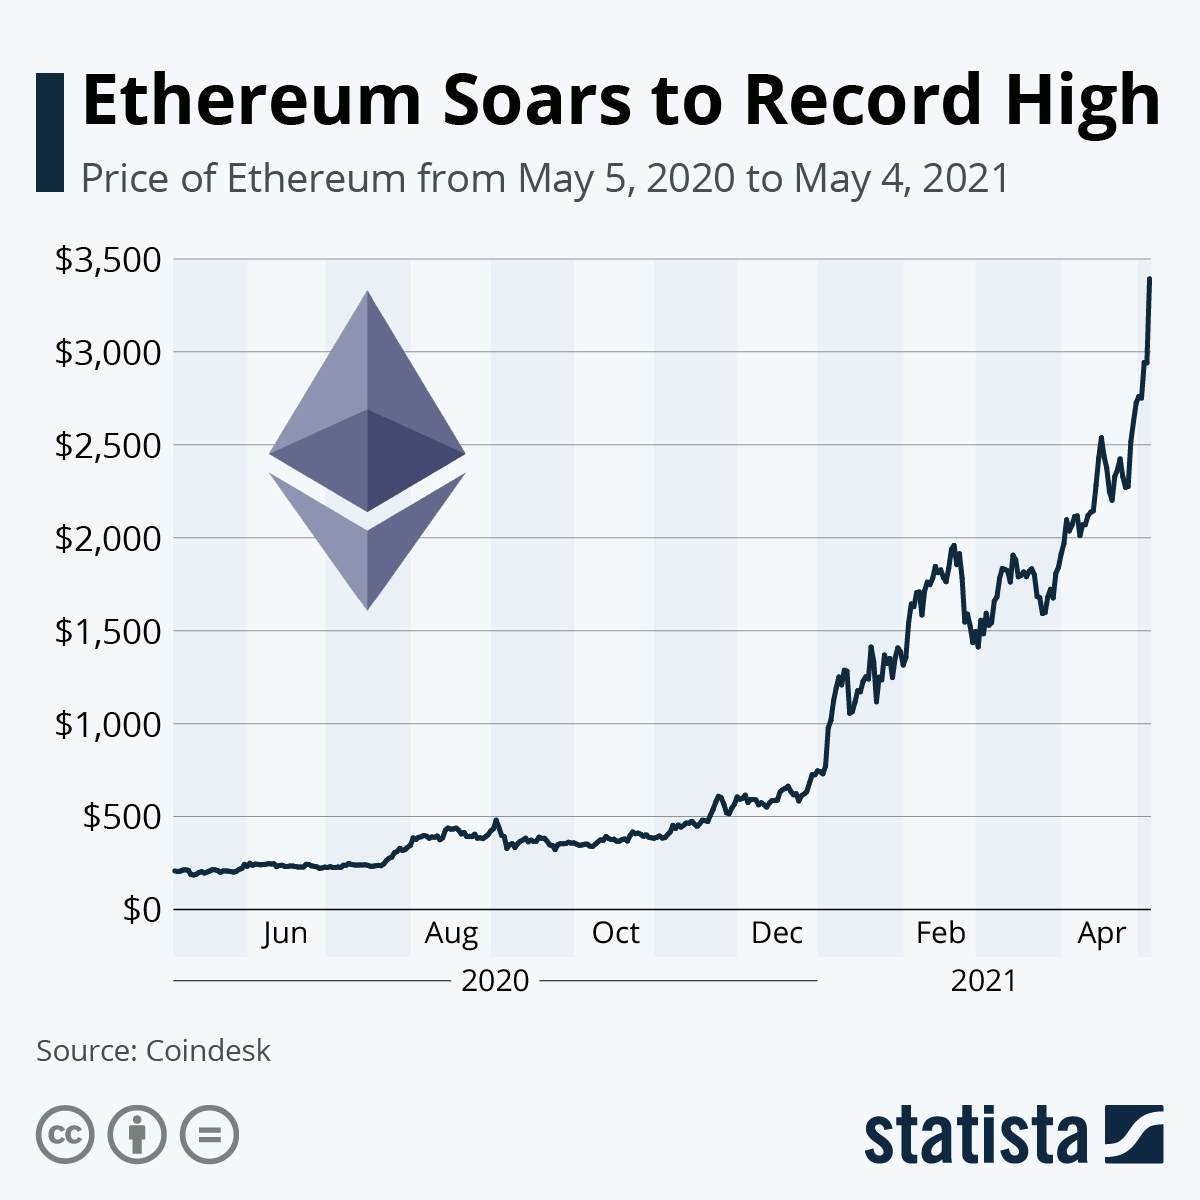 Ethereum Soars to Record High
Price of Ethereum from May 5, 2020 to May 4, 2021
$3,500
$3,000
$2,500
$2,000
$1,500
$1,000
$500
$0
Jun Aug Oct Dec Feb Apr
2020 2021
Source: Coindesk
cc
statista